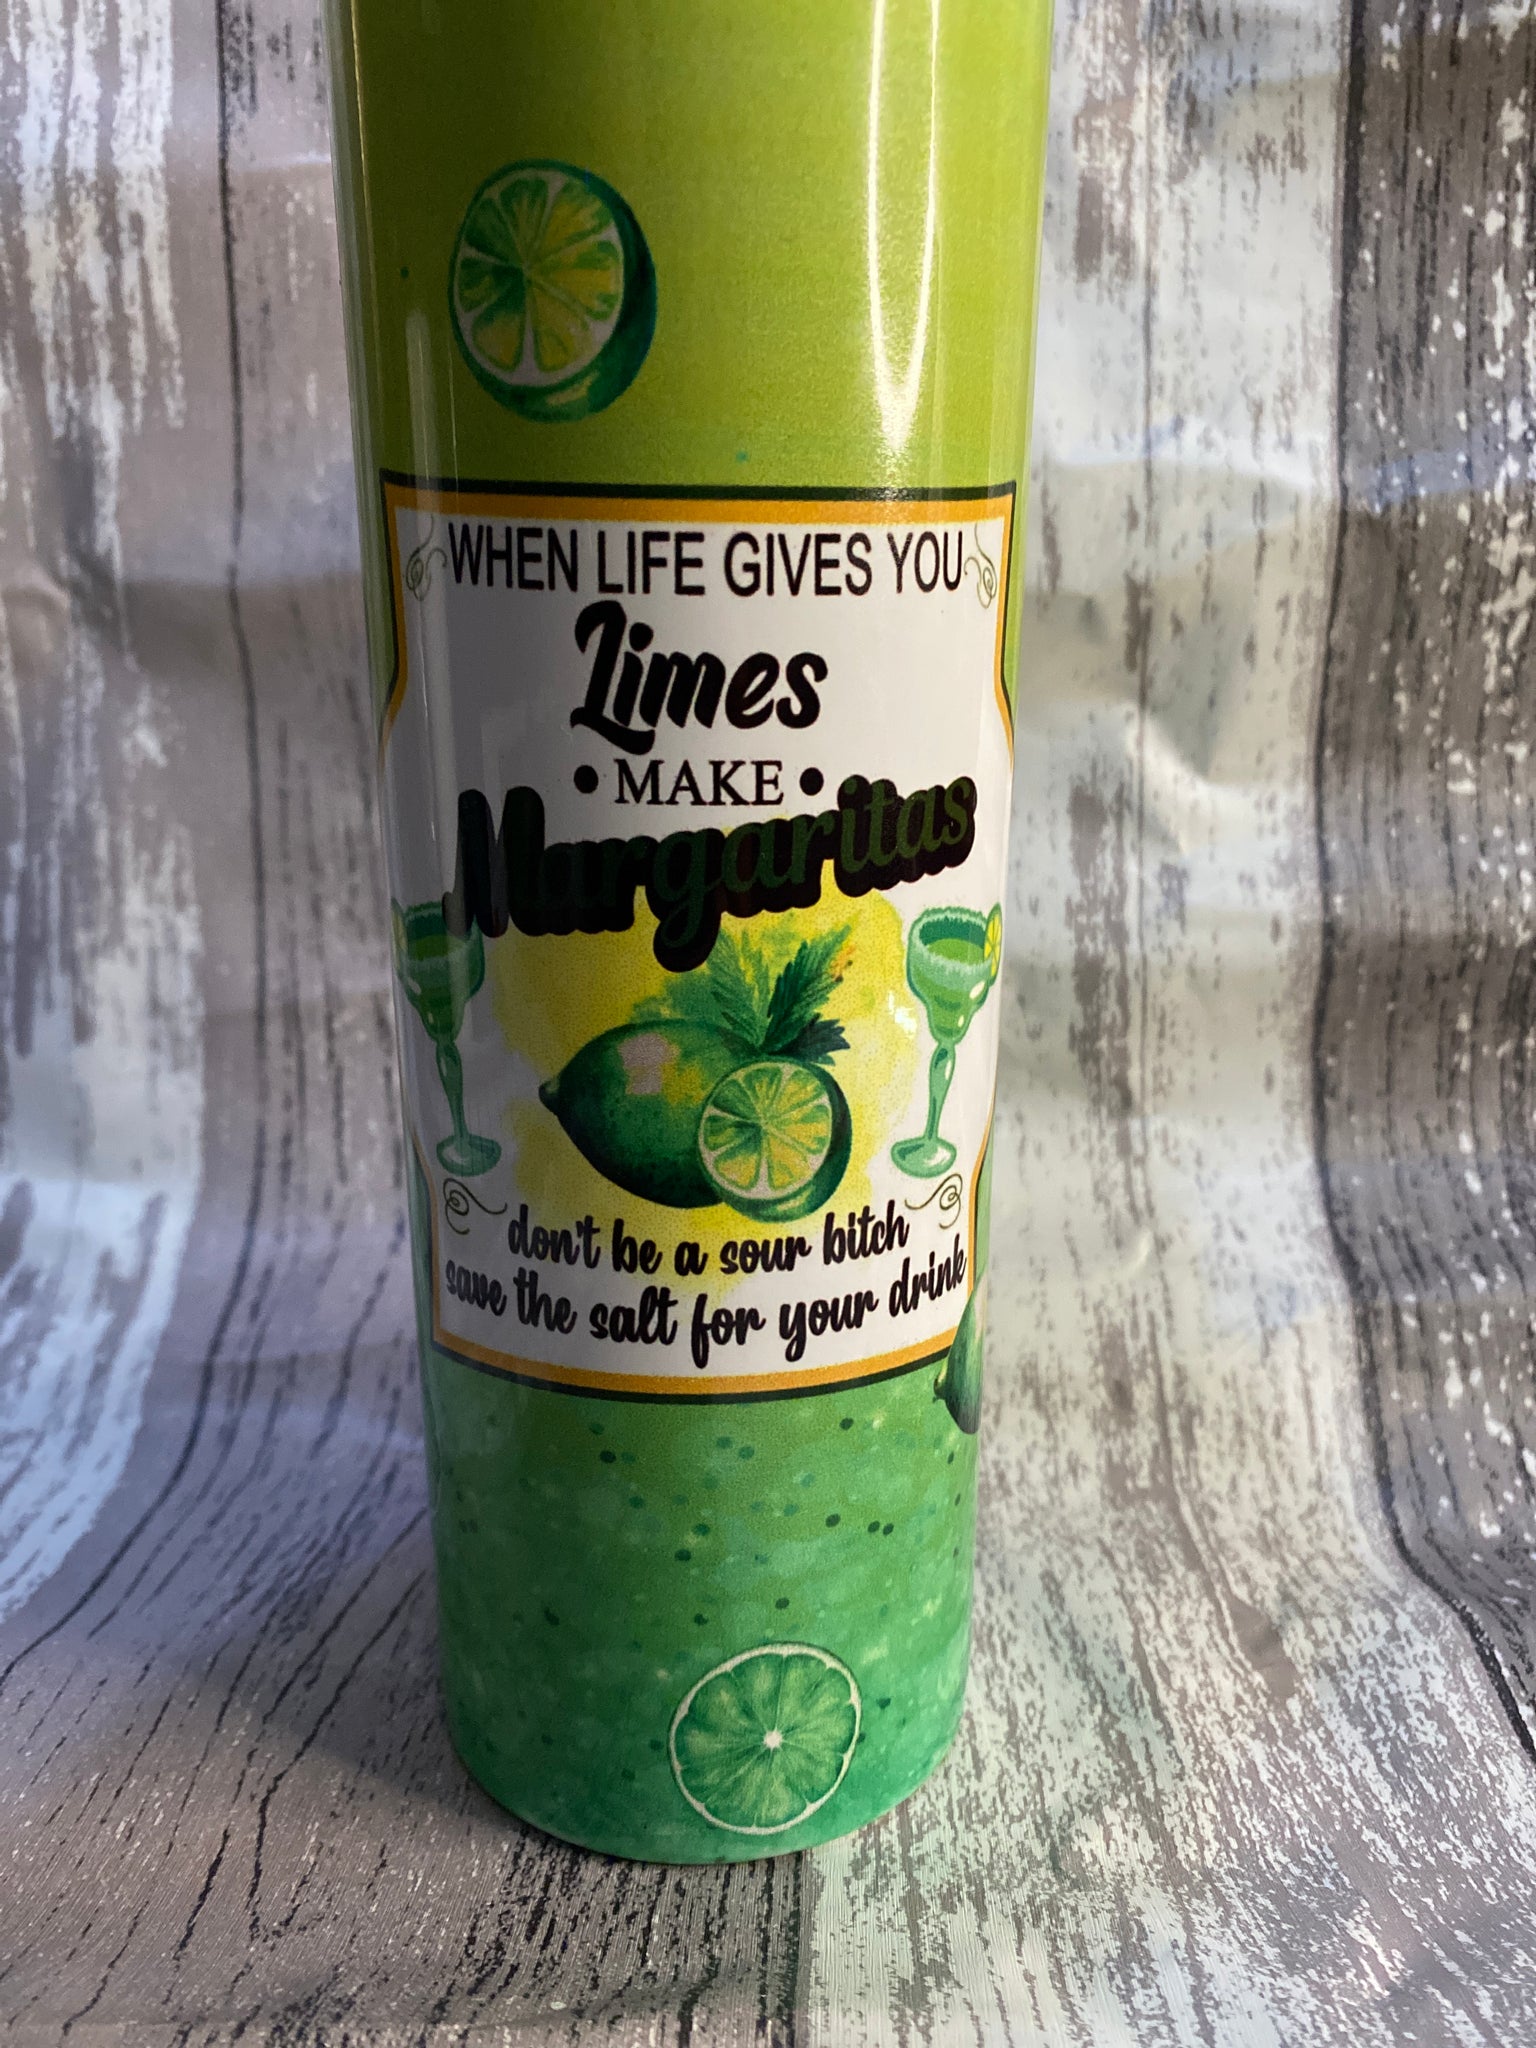 WHEN LIFE GIVES YOU
Limes
• MAKE •
Margaritas
don't be a sour bitch
save the salt for your drink